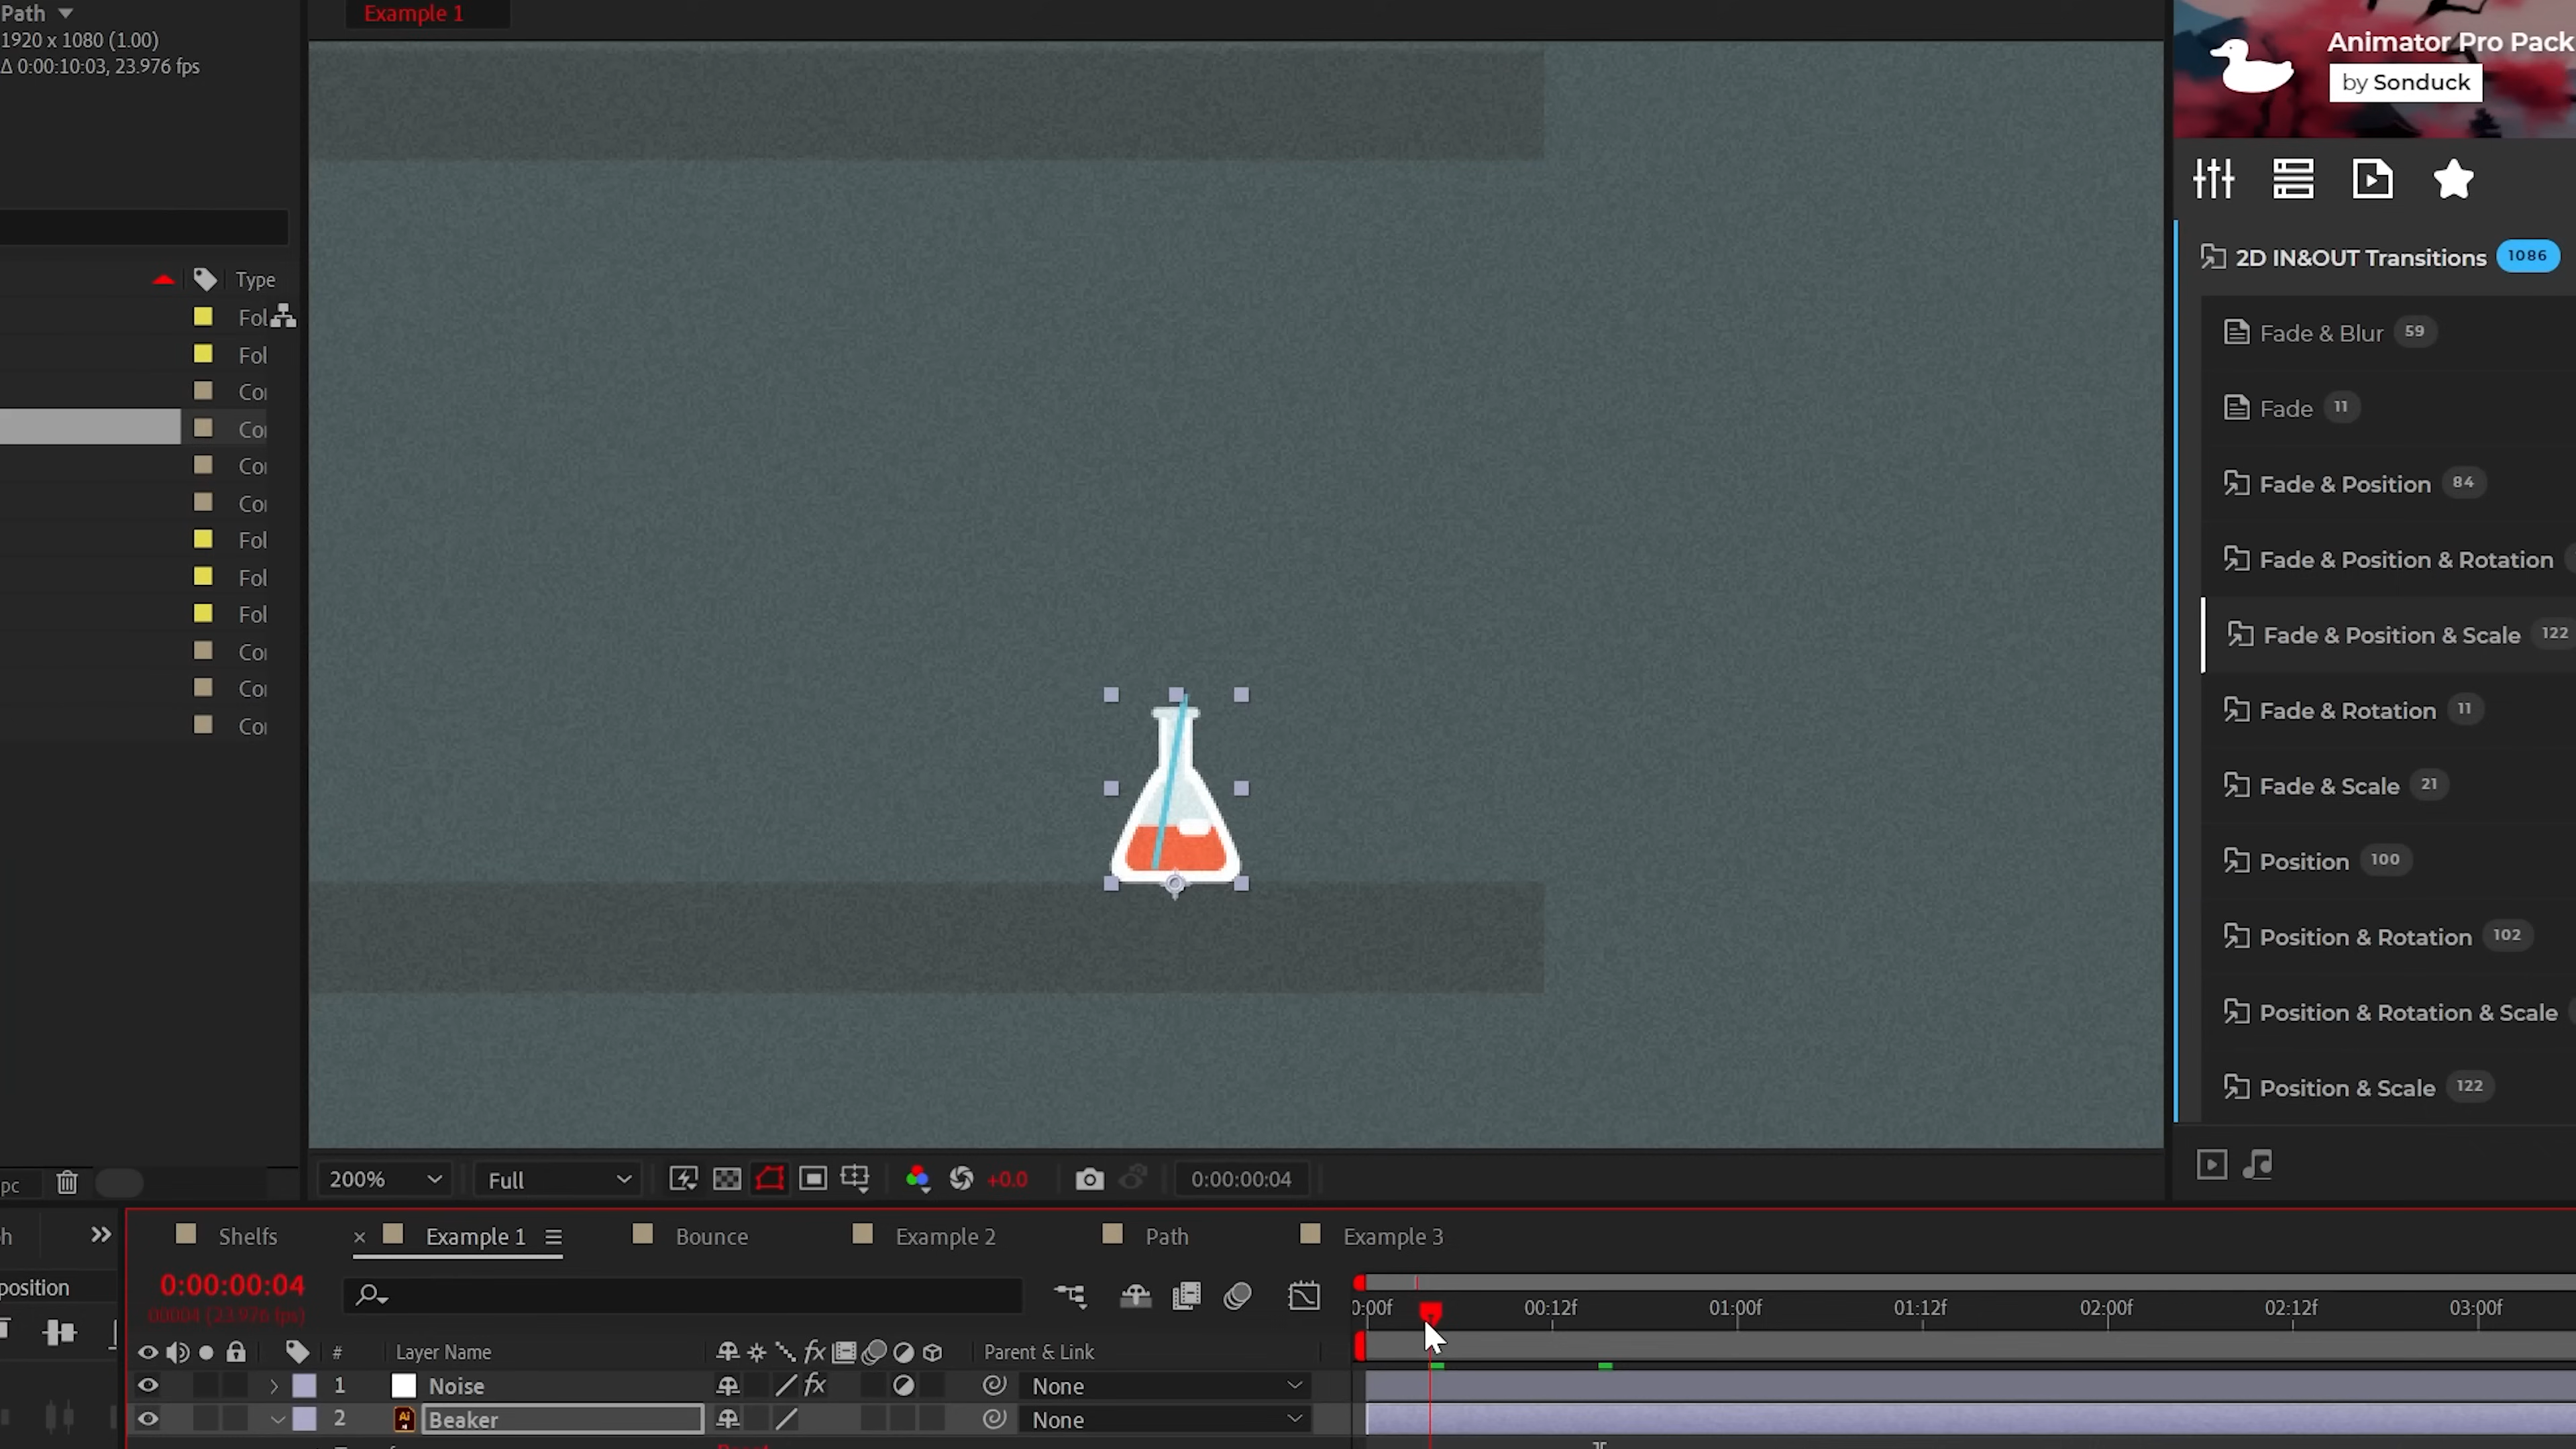 Path
1920 x 1080 (1.00)
Δ 0:00:10:03, 23.976 fps
Example 1
Animator Pro Pack
by Sonduck
Type
Fol
Fol
Co
Co
Co
Co
Fol
Fol
Fol
Co
Co
Co
2D IN&OUT Transitions 1086
Fade & Blur 59
Fade 11
Fade & Position 84
Fade & Position & Rotation
Fade & Position & Scale 122
Fade & Rotation 11
Fade & Scale 21
Position 100
Position & Rotation 102
Position & Rotation & Scale
Position & Scale 122
pc
200%
Full
+0.0
0:00:00:04
Shelfs
Example 1
Bounce
Example 2
Path
Example 3
position
0:00:00:04
00004 (23.976 fps)
0:00f 00:12f 01:00f 01:12f 02:00f 02:12f 03:00f
# Layer Name fx Parent & Link
1 Noise fx None
2 Ai Beaker None